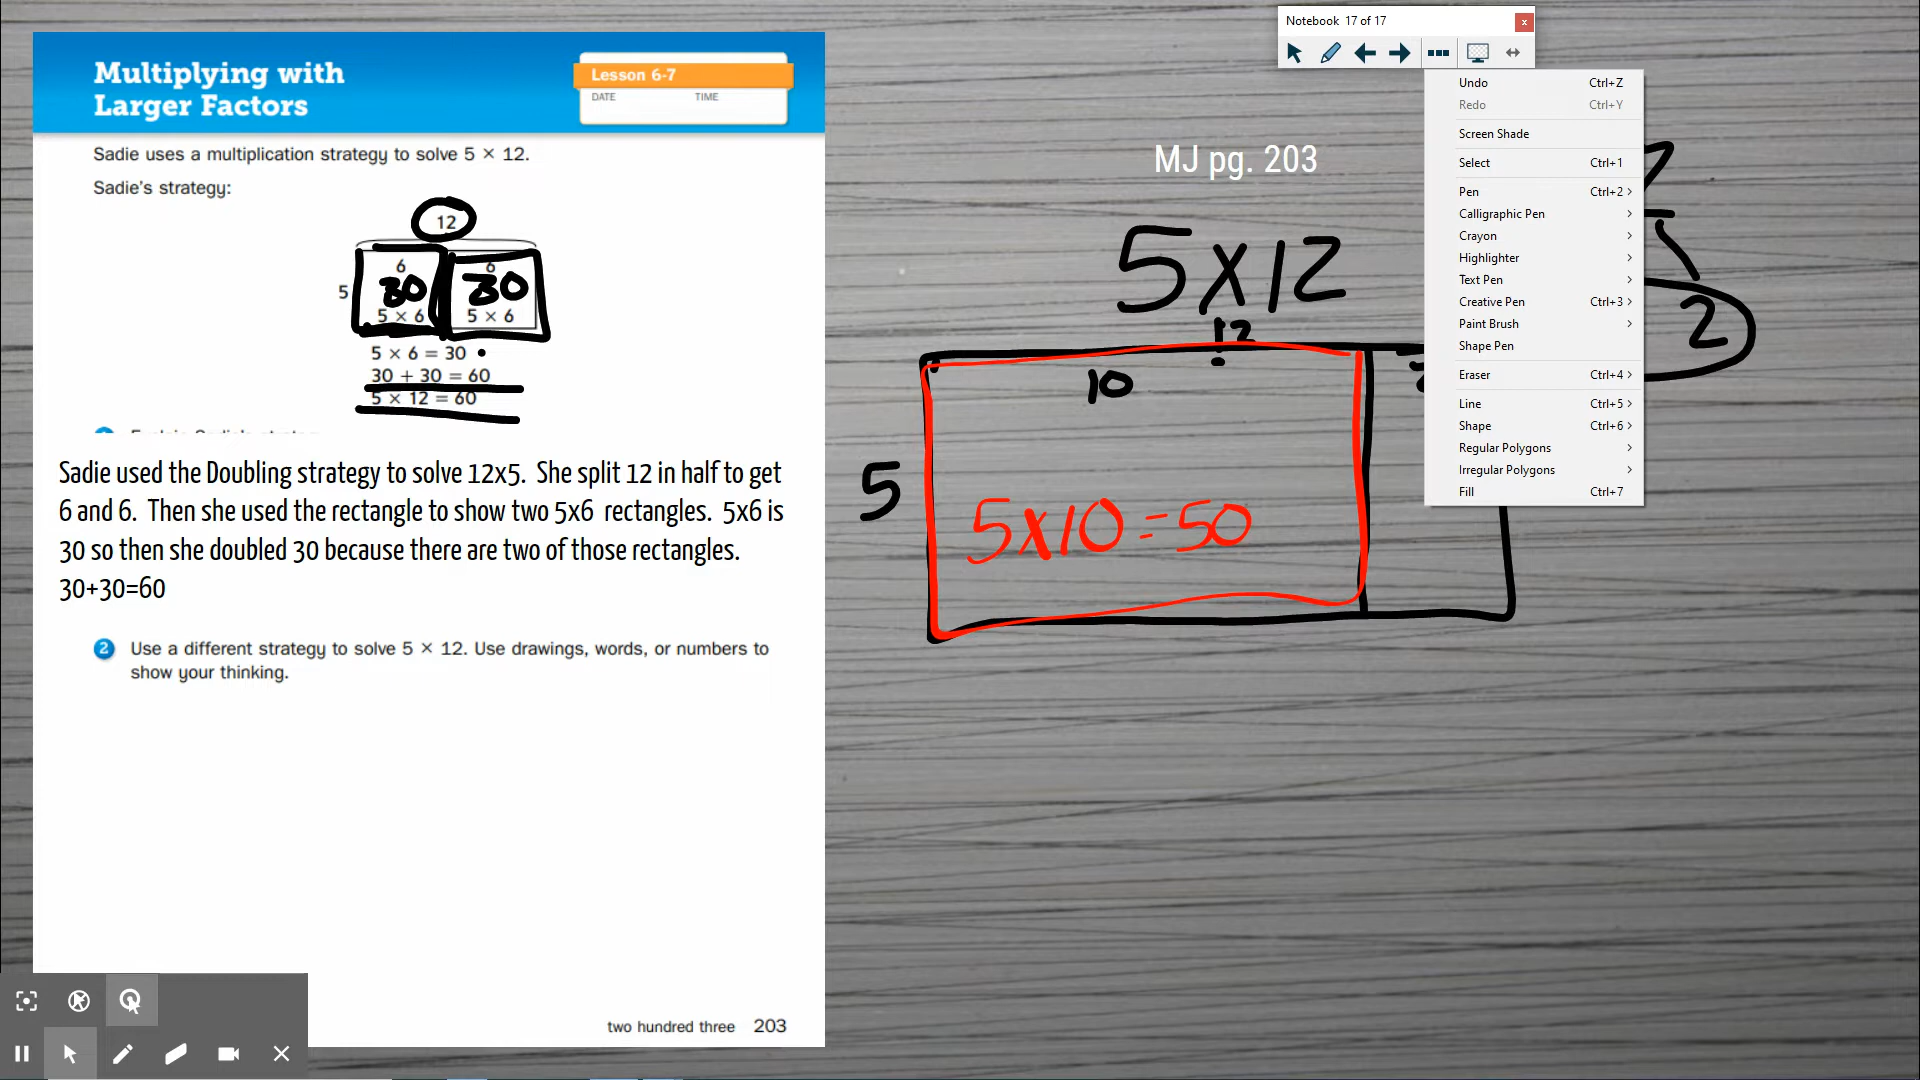 Multiplying with
Larger Factors
Lesson 6-7
DATE TIME
Sadie uses a multiplication strategy to solve 5 × 12.
Sadie's strategy:
12
6 6
5 30 30
5 × 6 5 × 6
5 × 6 = 30
30 + 30 = 60
5 × 12 = 60
Sadie used the Doubling strategy to solve 12x5. She split 12 in half to get
6 and 6. Then she used the rectangle to show two 5x6 rectangles. 5x6 is
30 so then she doubled 30 because there are two of those rectangles.
30+30=60
2 Use a different strategy to solve 5 × 12. Use drawings, words, or numbers to
show your thinking.
two hundred three 203
MJ pg. 203
5x12
12
10
5
5x10=50
2
Notebook 17 of 17
Undo Ctrl+Z
Redo Ctrl+Y
Screen Shade
Select Ctrl+1
Pen Ctrl+2
Calligraphic Pen
Crayon
Highlighter
Text Pen
Creative Pen Ctrl+3
Paint Brush
Shape Pen
Eraser Ctrl+4
Line Ctrl+5
Shape Ctrl+6
Regular Polygons
Irregular Polygons
Fill Ctrl+7